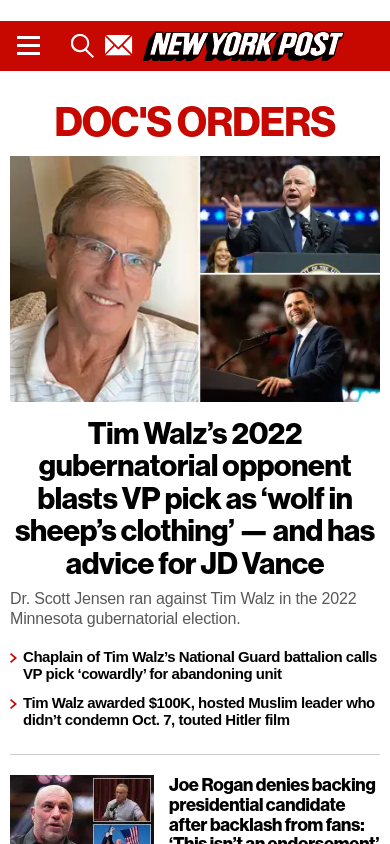 NEW YORK POST
DOC'S ORDERS
Tim Walz’s 2022
gubernatorial opponent
blasts VP pick as ‘wolf in
sheep’s clothing’ — and has
advice for JD Vance
Dr. Scott Jensen ran against Tim Walz in the 2022
Minnesota gubernatorial election.
Chaplain of Tim Walz’s National Guard battalion calls
VP pick ‘cowardly’ for abandoning unit
Tim Walz awarded $100K, hosted Muslim leader who
didn’t condemn Oct. 7, touted Hitler film
Joe Rogan denies backing
presidential candidate
after backlash from fans:
‘This isn’t an endorsement’